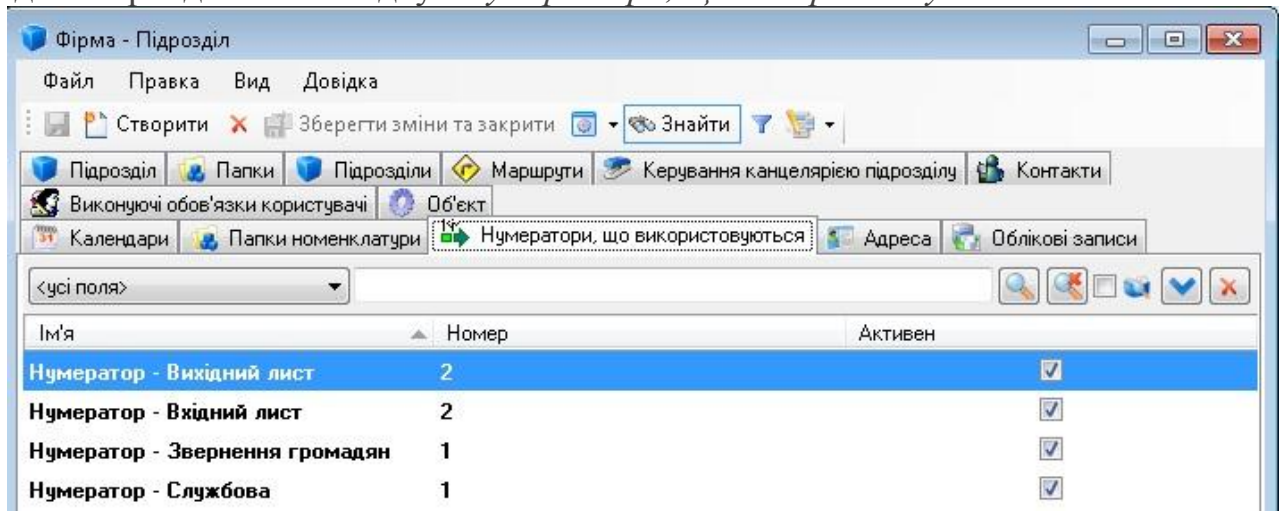 Фірма - Підрозділ
Файл Правка Вид Довідка
Створити Зберегти зміни та закрити Знайти
Підрозділ Папки Підрозділи Маршрути Керування канцелярією підрозділу Контакти
Виконуючі обов'язки користувачі Об'єкт
Календари Папки номенклатури Нумератори, що використовуються Адреса Облікові записи
<усі поля>
Ім'я Номер Активен
Нумератор - Вихідний лист 2
Нумератор - Вхідний лист 2
Нумератор - Звернення громадян 1
Нумератор - Службова 1